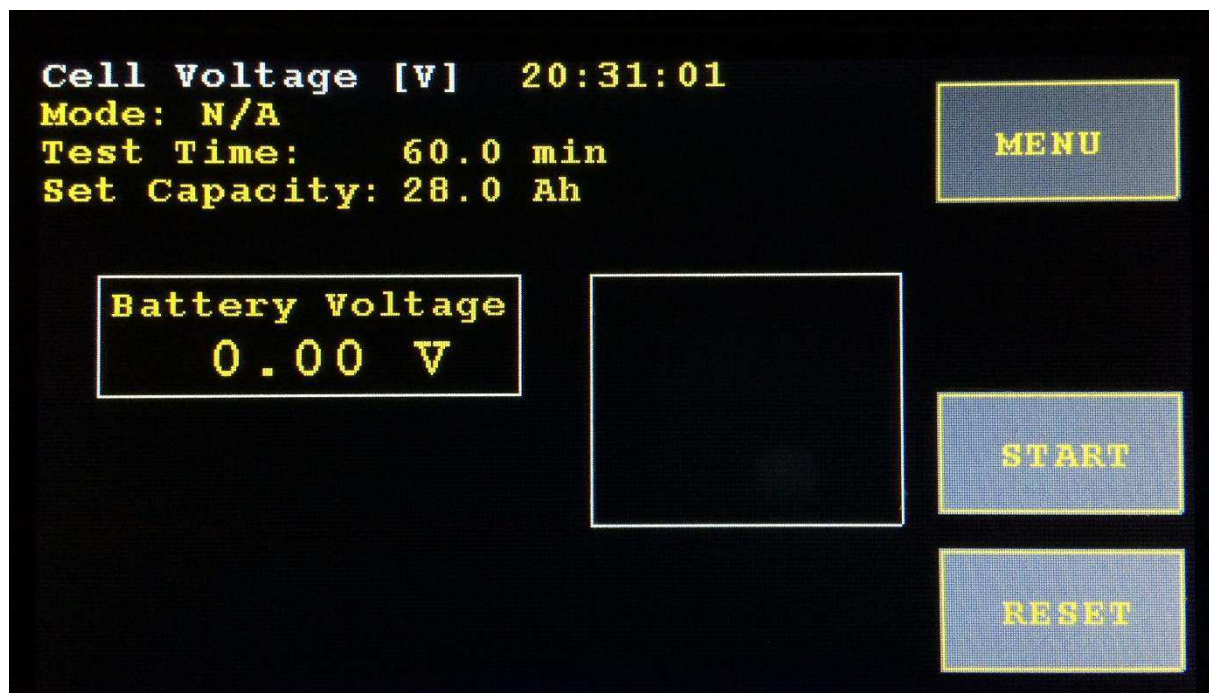 Cell Voltage [V] 20:31:01
Mode: N/A
Test Time: 60.0 min
Set Capacity: 28.0 Ah
MENU
Battery Voltage
0.00 V
START
RESET